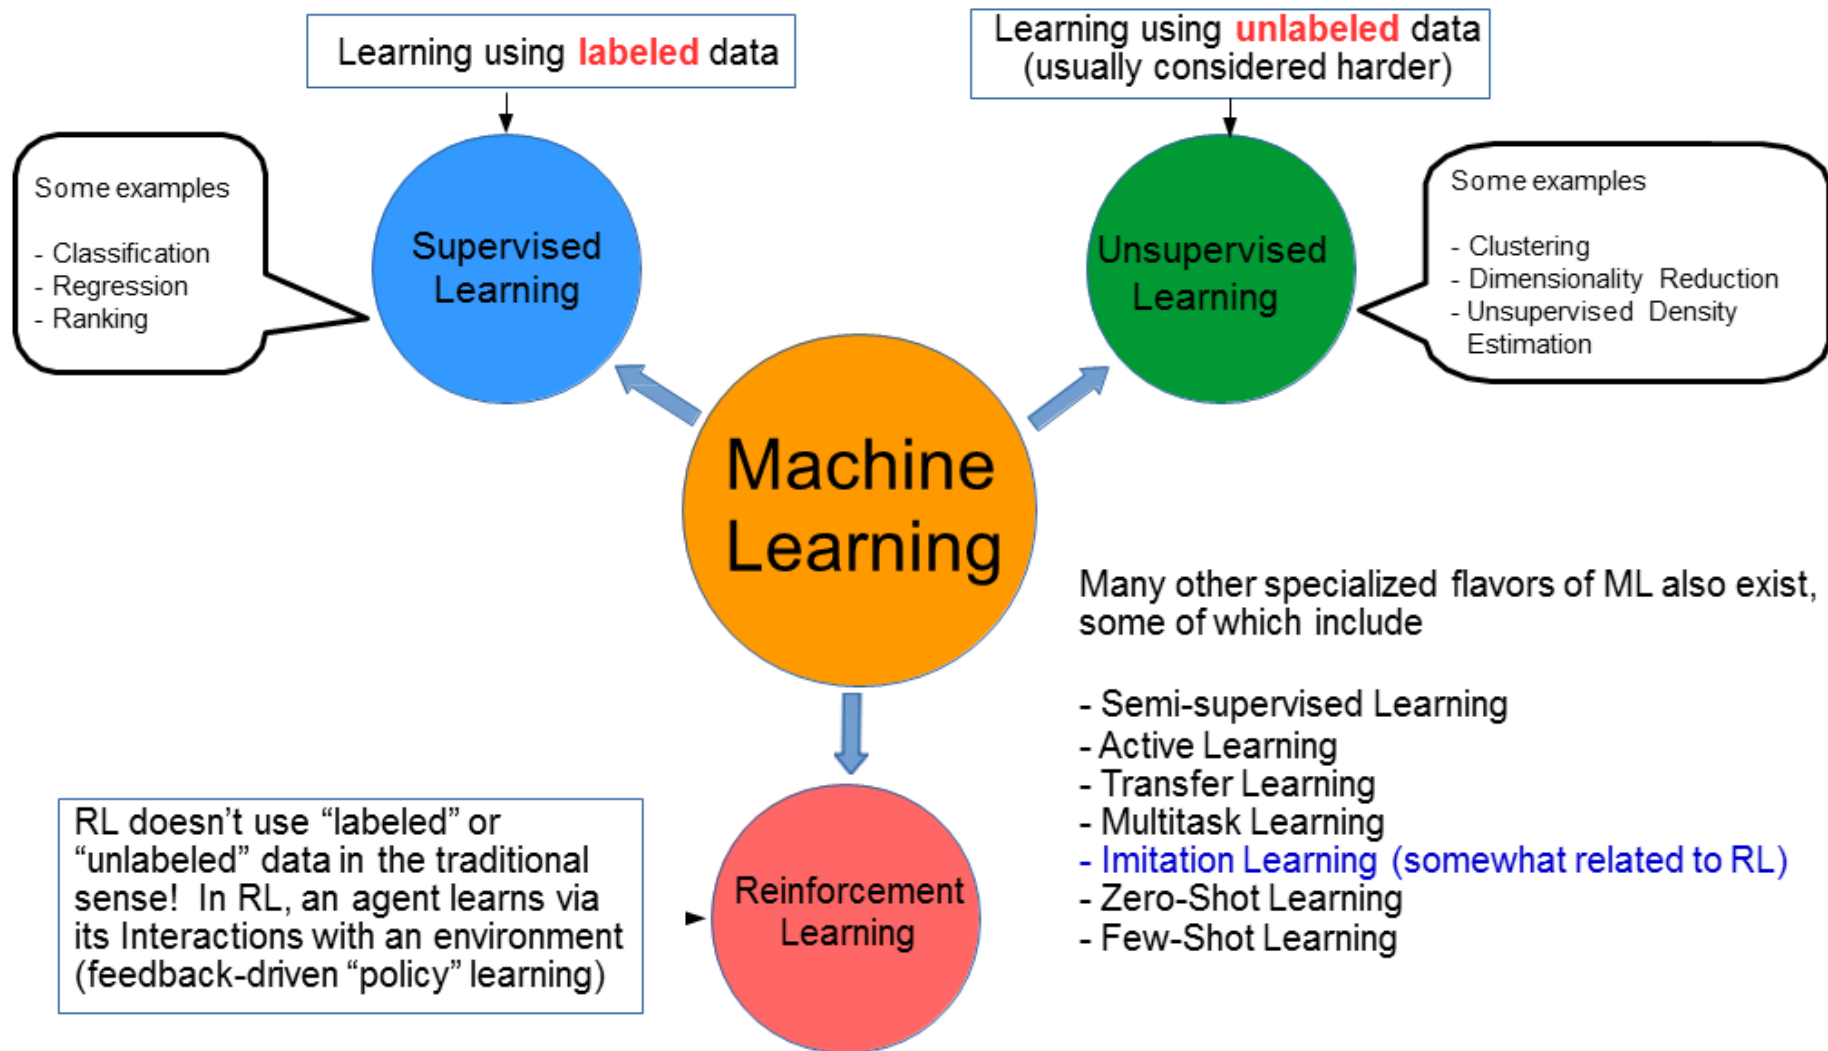 Learning using labeled data
Learning using unlabeled data
(usually considered harder)
Some examples
- Classification
- Regression
- Ranking
Supervised
Learning
Unsupervised
Learning
Some examples
- Clustering
- Dimensionality Reduction
- Unsupervised Density
Estimation
Machine
Learning
Many other specialized flavors of ML also exist,
some of which include
- Semi-supervised Learning
- Active Learning
- Transfer Learning
- Multitask Learning
- Imitation Learning (somewhat related to RL)
- Zero-Shot Learning
- Few-Shot Learning
RL doesn’t use “labeled” or
“unlabeled” data in the traditional
sense! In RL, an agent learns via
its Interactions with an environment
(feedback-driven “policy” learning)
Reinforcement
Learning